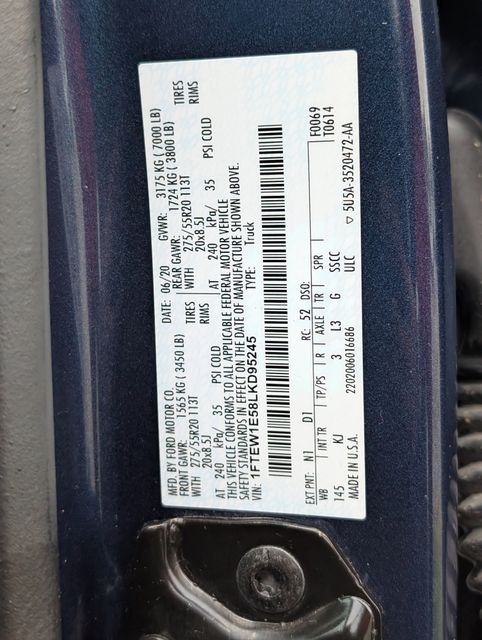 MFD. BY FORD MOTOR CO. DATE: 06/20 GVWR: 3175 KG ( 7000 LB)
FRONT GAWR: 1565 KG ( 3450 LB) REAR GAWR: 1724 KG ( 3800 LB)
WITH 275/55R20 113T TIRES WITH 275/55R20 113T TIRES
20x8.5J RIMS 20x8.5J RIMS
AT 240 kPa/ 35 PSI COLD AT 240 kPa/ 35 PSI COLD
THIS VEHICLE CONFORMS TO ALL APPLICABLE FEDERAL MOTOR VEHICLE
SAFETY STANDARDS IN EFFECT ON THE DATE OF MANUFACTURE SHOWN ABOVE.
VIN: 1FTEW1E58LKD95245 TYPE: Truck
F0069
T0614
EXT PNT: N1 D1 RC: 52 DSO:
WB INT TR TP/PS R AXLE TR SPR
145 KJ 3 L3 G SSCC
MADE IN U.S.A. 2202006016686 ULC ▽ 5U5A-3520472-AA